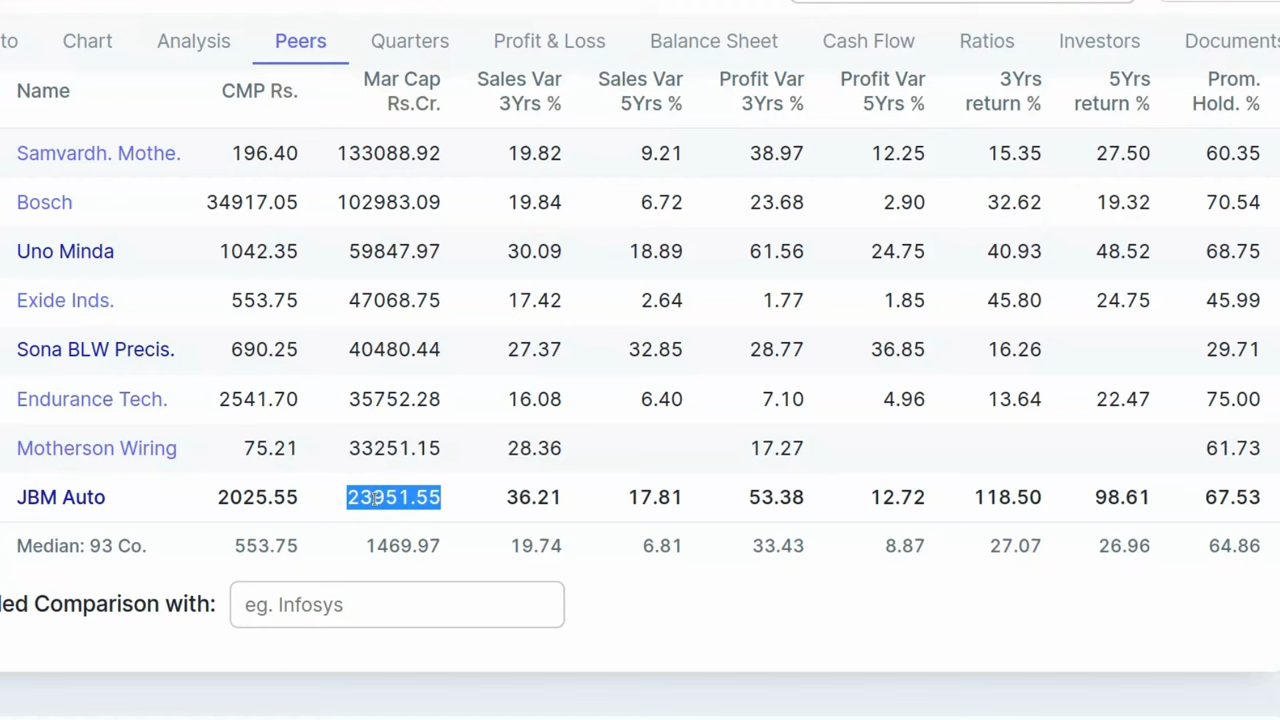 to Chart Analysis Peers Quarters Profit & Loss Balance Sheet Cash Flow Ratios Investors Documents
Name CMP Rs. Mar Cap Rs.Cr. Sales Var 3Yrs % Sales Var 5Yrs % Profit Var 3Yrs % Profit Var 5Yrs % 3Yrs return % 5Yrs return % Prom. Hold. %
Samvardh. Mothe. 196.40 133088.92 19.82 9.21 38.97 12.25 15.35 27.50 60.35
Bosch 34917.05 102983.09 19.84 6.72 23.68 2.90 32.62 19.32 70.54
Uno Minda 1042.35 59847.97 30.09 18.89 61.56 24.75 40.93 48.52 68.75
Exide Inds. 553.75 47068.75 17.42 2.64 1.77 1.85 45.80 24.75 45.99
Sona BLW Precis. 690.25 40480.44 27.37 32.85 28.77 36.85 16.26 29.71
Endurance Tech. 2541.70 35752.28 16.08 6.40 7.10 4.96 13.64 22.47 75.00
Motherson Wiring 75.21 33251.15 28.36 17.27 61.73
JBM Auto 2025.55 23951.55 36.21 17.81 53.38 12.72 118.50 98.61 67.53
Median: 93 Co. 553.75 1469.97 19.74 6.81 33.43 8.87 27.07 26.96 64.86
led Comparison with: eg. Infosys